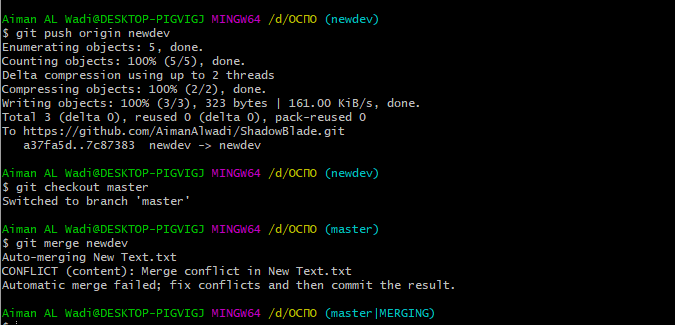 Aiman AL Wadi@DESKTOP-PIGVIGJ MINGW64 /d/ОСПО (newdev)
$ git push origin newdev
Enumerating objects: 5, done.
Counting objects: 100% (5/5), done.
Delta compression using up to 2 threads
Compressing objects: 100% (2/2), done.
Writing objects: 100% (3/3), 323 bytes | 161.00 KiB/s, done.
Total 3 (delta 0), reused 0 (delta 0), pack-reused 0
To https://github.com/AimanAlwadi/ShadowBlade.git
   a37fa5d..7c87383  newdev -> newdev
Aiman AL Wadi@DESKTOP-PIGVIGJ MINGW64 /d/ОСПО (newdev)
$ git checkout master
Switched to branch 'master'
Aiman AL Wadi@DESKTOP-PIGVIGJ MINGW64 /d/ОСПО (master)
$ git merge newdev
Auto-merging New Text.txt
CONFLICT (content): Merge conflict in New Text.txt
Automatic merge failed; fix conflicts and then commit the result.
Aiman AL Wadi@DESKTOP-PIGVIGJ MINGW64 /d/ОСПО (master|MERGING)
$